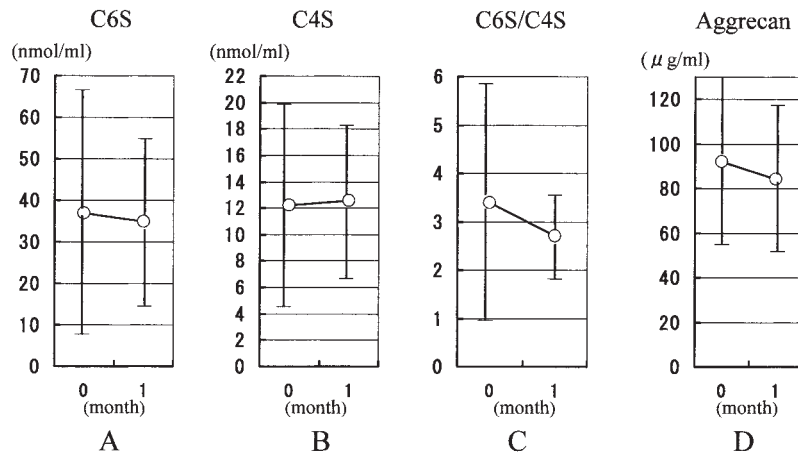 C6S
C4S
C6S/C4S
Aggrecan
(nmol/ml)
(nmol/ml)
(μg/ml)
70
60
50
40
30
20
10
0
22
20
18
16
14
12
10
8
6
4
2
0
6
5
4
3
2
1
0
120
100
80
60
40
20
0
0 1
0 1
0 1
0 1
(month)
(month)
(month)
(month)
A
B
C
D